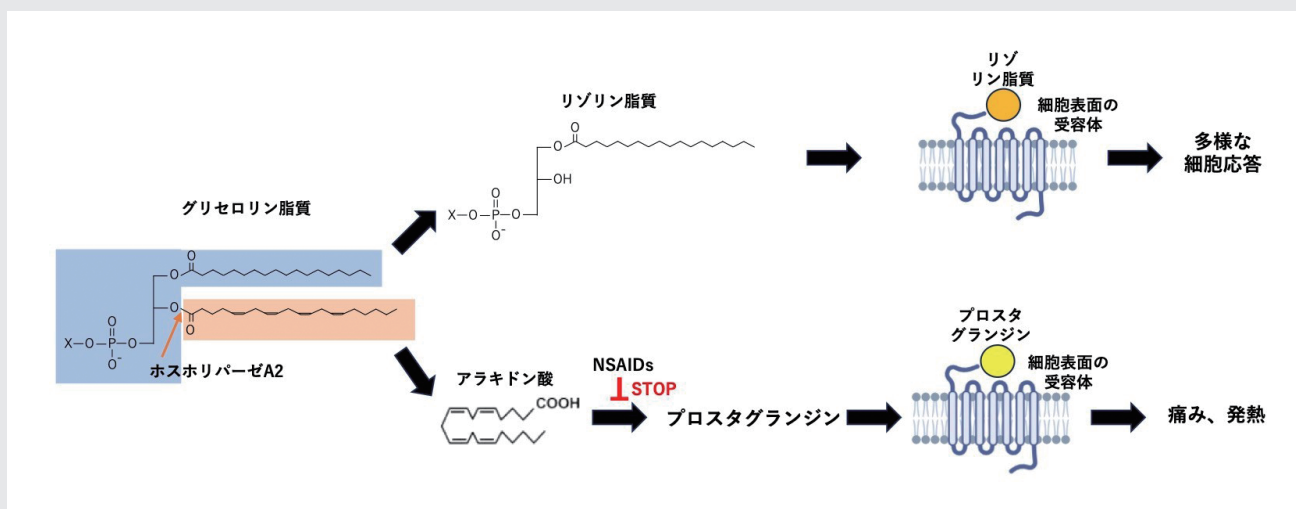 グリセロリン脂質
O
O
O
O
X–O–P–O
O
O⁻
ホスホリパーゼA2
リゾリン脂質
O
O
OH
O
X–O–P–O
O⁻
リゾ
リン脂質
細胞表面の
受容体
多様な
細胞応答
アラキドン酸
COOH
NSAIDs
STOP
プロスタグランジン
プロスタ
グランジン
細胞表面の
受容体
痛み、発熱